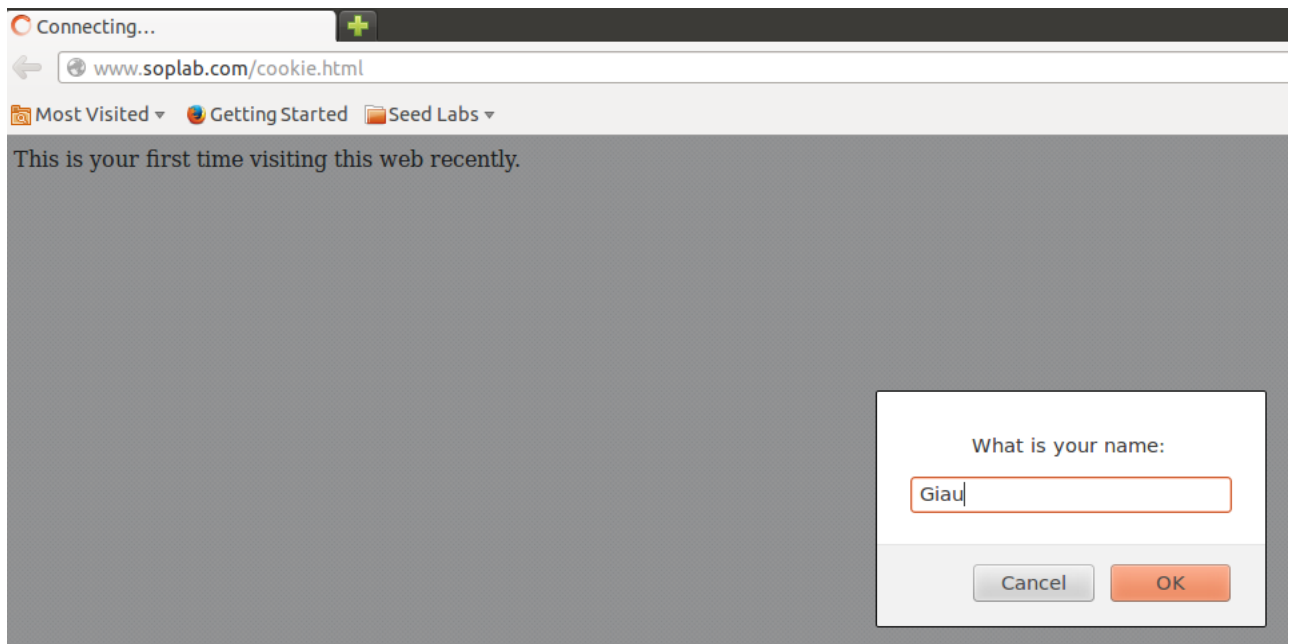 Connecting...
www.soplab.com/cookie.html
Most Visited Getting Started Seed Labs
This is your first time visiting this web recently.
What is your name:
Giau
Cancel OK